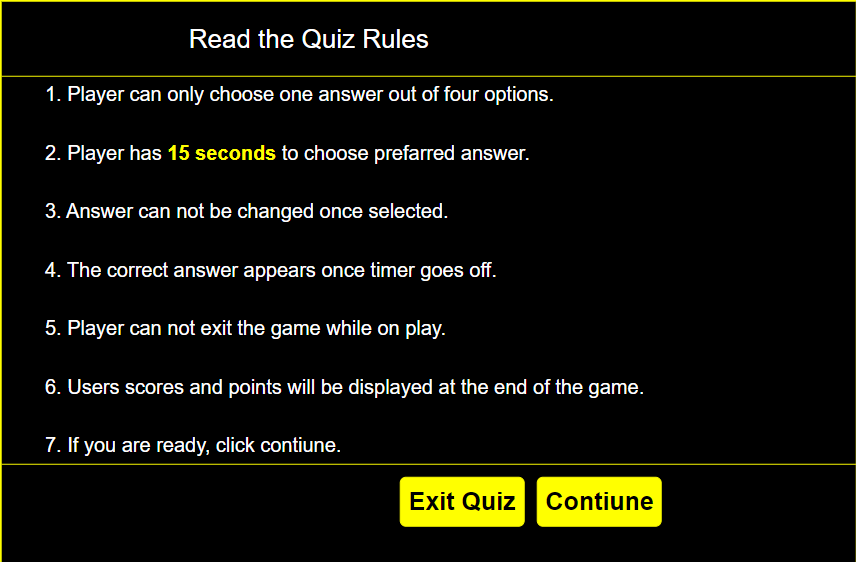 Read the Quiz Rules
1. Player can only choose one answer out of four options.
2. Player has 15 seconds to choose prefarred answer.
3. Answer can not be changed once selected.
4. The correct answer appears once timer goes off.
5. Player can not exit the game while on play.
6. Users scores and points will be displayed at the end of the game.
7. If you are ready, click contiune.
Exit Quiz Contiune